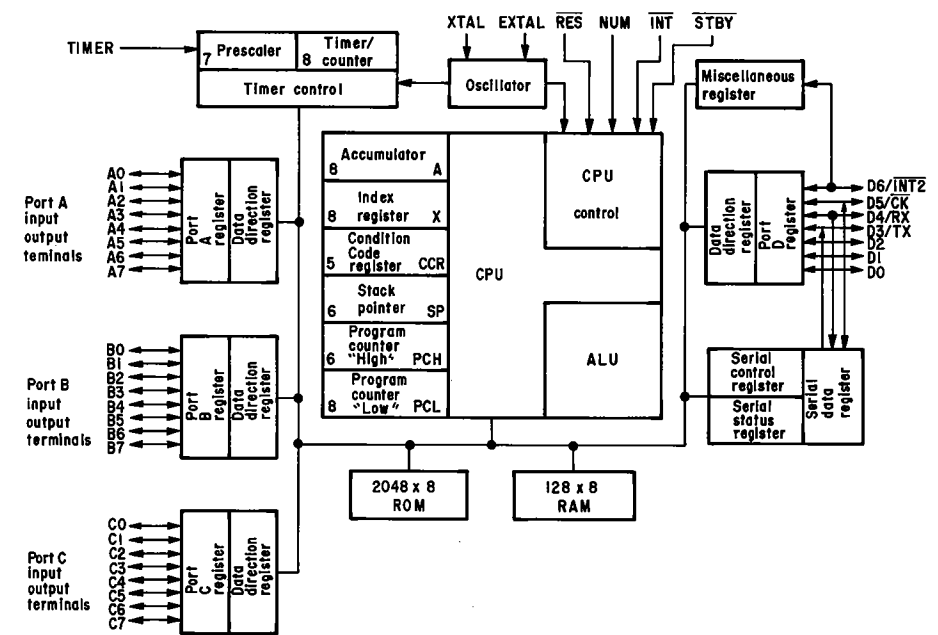 XTAL EXTAL RES NUM INT STBY
TIMER
7 Prescaler
8 Timer/
counter
Timer control
Oscillator
Miscellaneous
register
Port A
input
output
teminals
A0
A1
A2
A3
A4
A5
A6
A7
Port A register
Data direction register
8 Accumulator A
8 Index
register X
5 Condition
Code
register CCR
6 Stack
pointer SP
6 Program
counter
"High" PCH
8 Program
counter
"Low" PCL
CPU
CPU
control
ALU
Data direction register
Port D register
D6/INT2
D5/CK
D4/RX
D3/TX
D2
D1
D0
Port B
input
output
terminals
B0
B1
B2
B3
B4
B5
B6
B7
Port B register
Data direction register
Serial
control
register
Serial
status
register
Serial data register
2048 x 8
ROM
128 x 8
RAM
Port C
input
output
terminals
C0
C1
C2
C3
C4
C5
C6
C7
Port C register
Data direction register